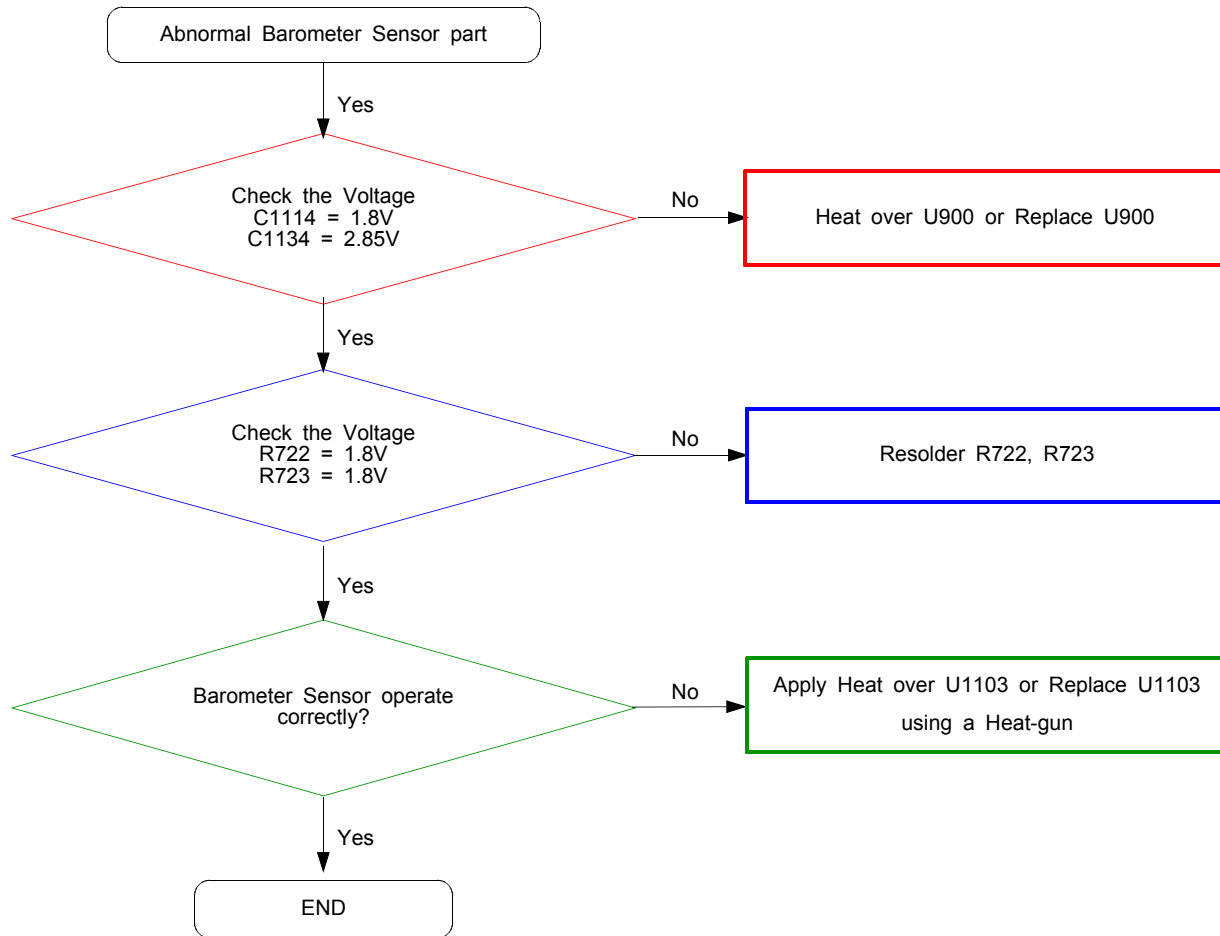 Abnormal Barometer Sensor part
Yes
Check the Voltage
C1114 = 1.8V
C1134 = 2.85V
No
Heat over U900 or Replace U900
Yes
Check the Voltage
R722 = 1.8V
R723 = 1.8V
No
Resolder R722, R723
Yes
Barometer Sensor operate
correctly?
No
Apply Heat over U1103 or Replace U1103
using a Heat-gun
Yes
END